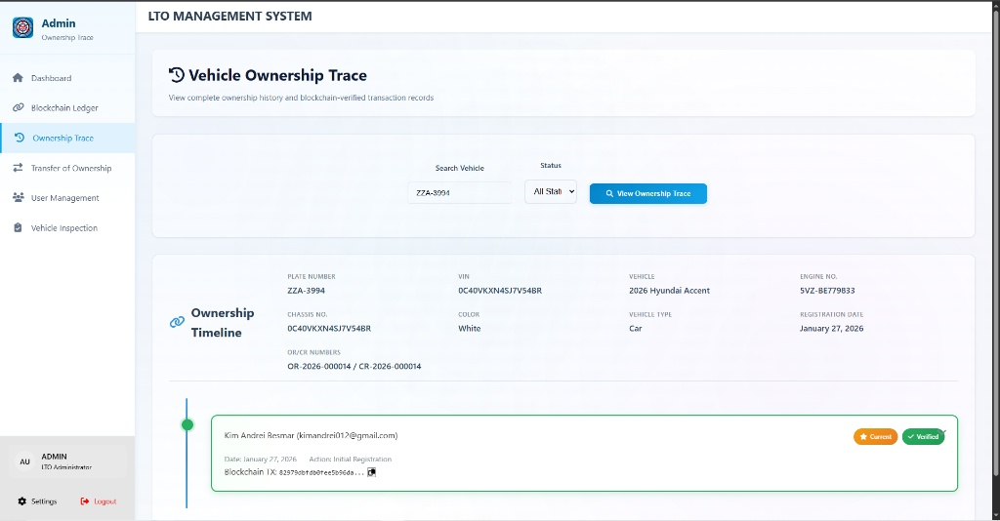 Admin
Ownership Trace
LTO MANAGEMENT SYSTEM
Dashboard
Blockchain Ledger
Ownership Trace
Transfer of Ownership
User Management
Vehicle Inspection
AU
ADMIN
LTO Administrator
Settings
Logout
Vehicle Ownership Trace
View complete ownership history and blockchain-verified transaction records
Search Vehicle
Status
ZZA-3994
All Stati
View Ownership Trace
Ownership
Timeline
PLATE NUMBER
ZZA-3994
VIN
0C40VKXN4SJ7V54BR
VEHICLE
2026 Hyundai Accent
ENGINE NO.
5VZ-BE779833
CHASSIS NO.
0C40VKXN4SJ7V54BR
COLOR
White
VEHICLE TYPE
Car
REGISTRATION DATE
January 27, 2026
OR/CR NUMBERS
OR-2026-000014 / CR-2026-000014
Kim Andrei Besmar (kimandrei012@gmail.com)
Current
Verified
Date: January 27, 2026 Action: Initial Registration
Blockchain TX: 82979dbfdb0fee5b96da...